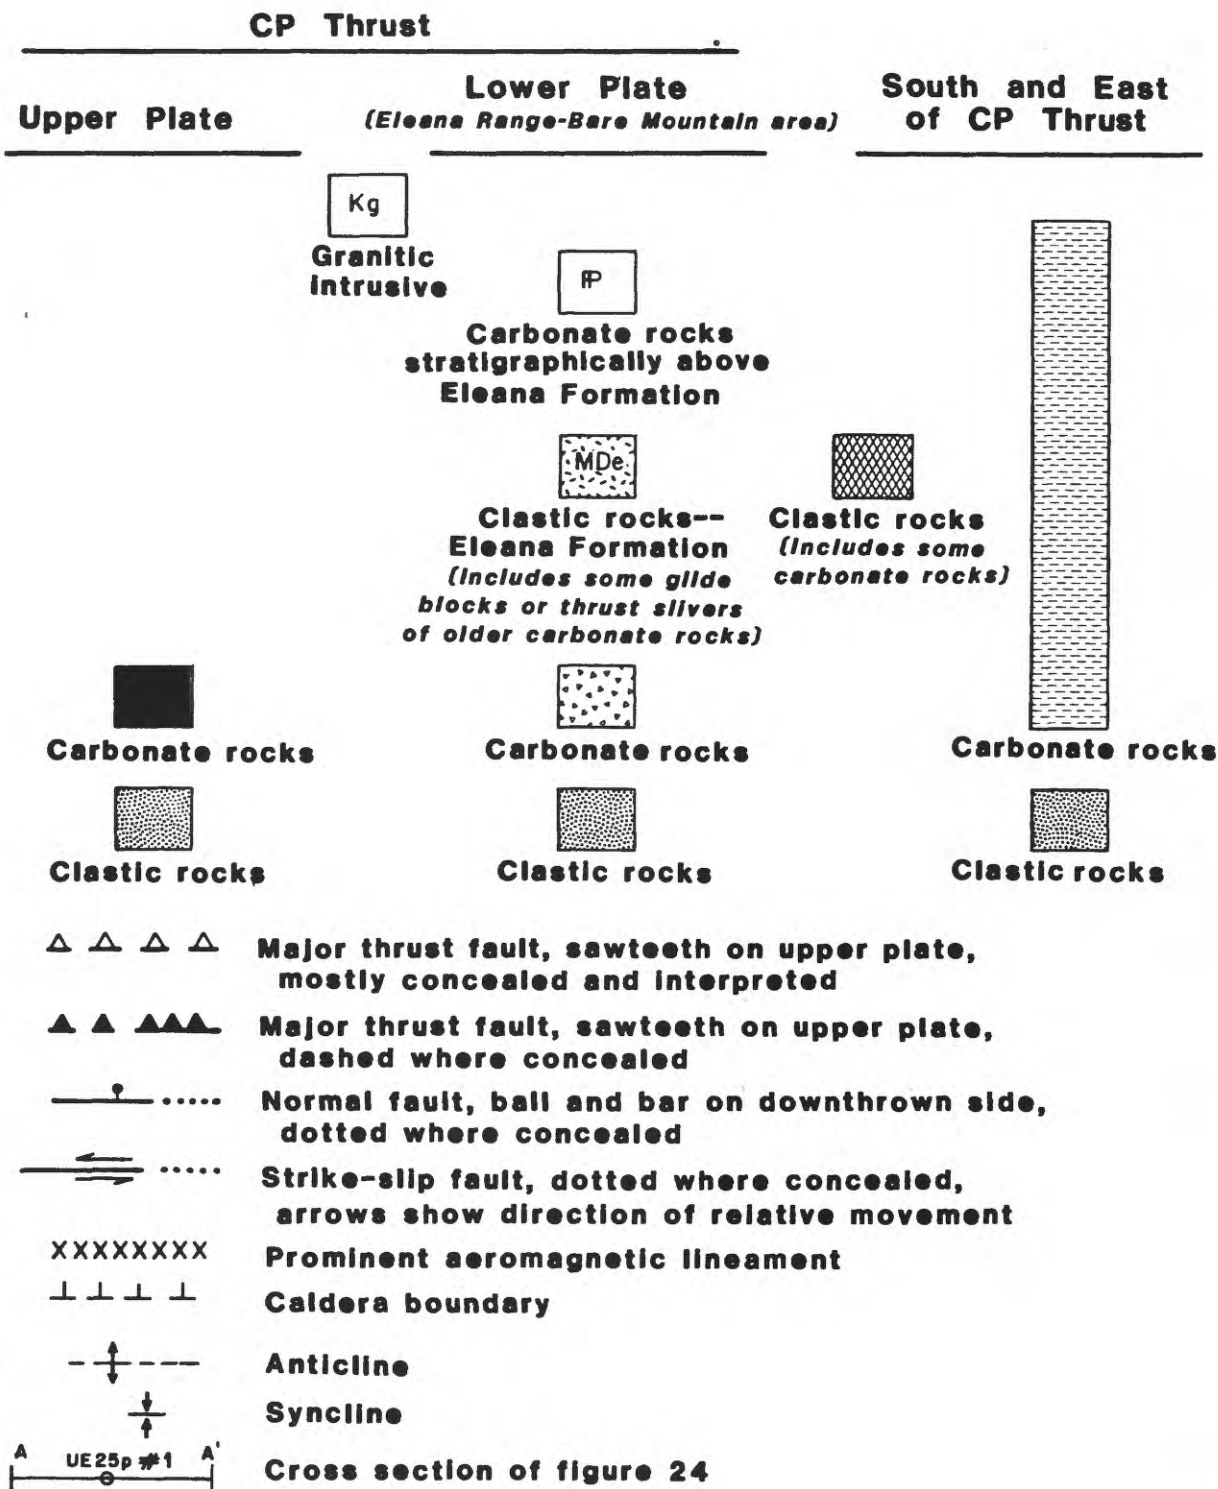 CP Thrust
Upper Plate
Lower Plate
(Eleana Range-Bare Mountain area)
South and East
of CP Thrust
Kg
Granitic
intrusive
ℙP
Carbonate rocks
stratigraphically above
Eleana Formation
MDe
Clastic rocks--
Eleana Formation
(Includes some glide
blocks or thrust slivers
of older carbonate rocks)
Clastic rocks
(Includes some
carbonate rocks)
Carbonate rocks
Carbonate rocks
Carbonate rocks
Clastic rocks
Clastic rocks
Clastic rocks
Major thrust fault, sawteeth on upper plate,
mostly concealed and interpreted
Major thrust fault, sawteeth on upper plate,
dashed where concealed
Normal fault, ball and bar on downthrown side,
dotted where concealed
Strike-slip fault, dotted where concealed,
arrows show direction of relative movement
XXXXXXXX Prominent aeromagnetic lineament
Caldera boundary
Anticline
Syncline
A UE25p #1 A'
Cross section of figure 24